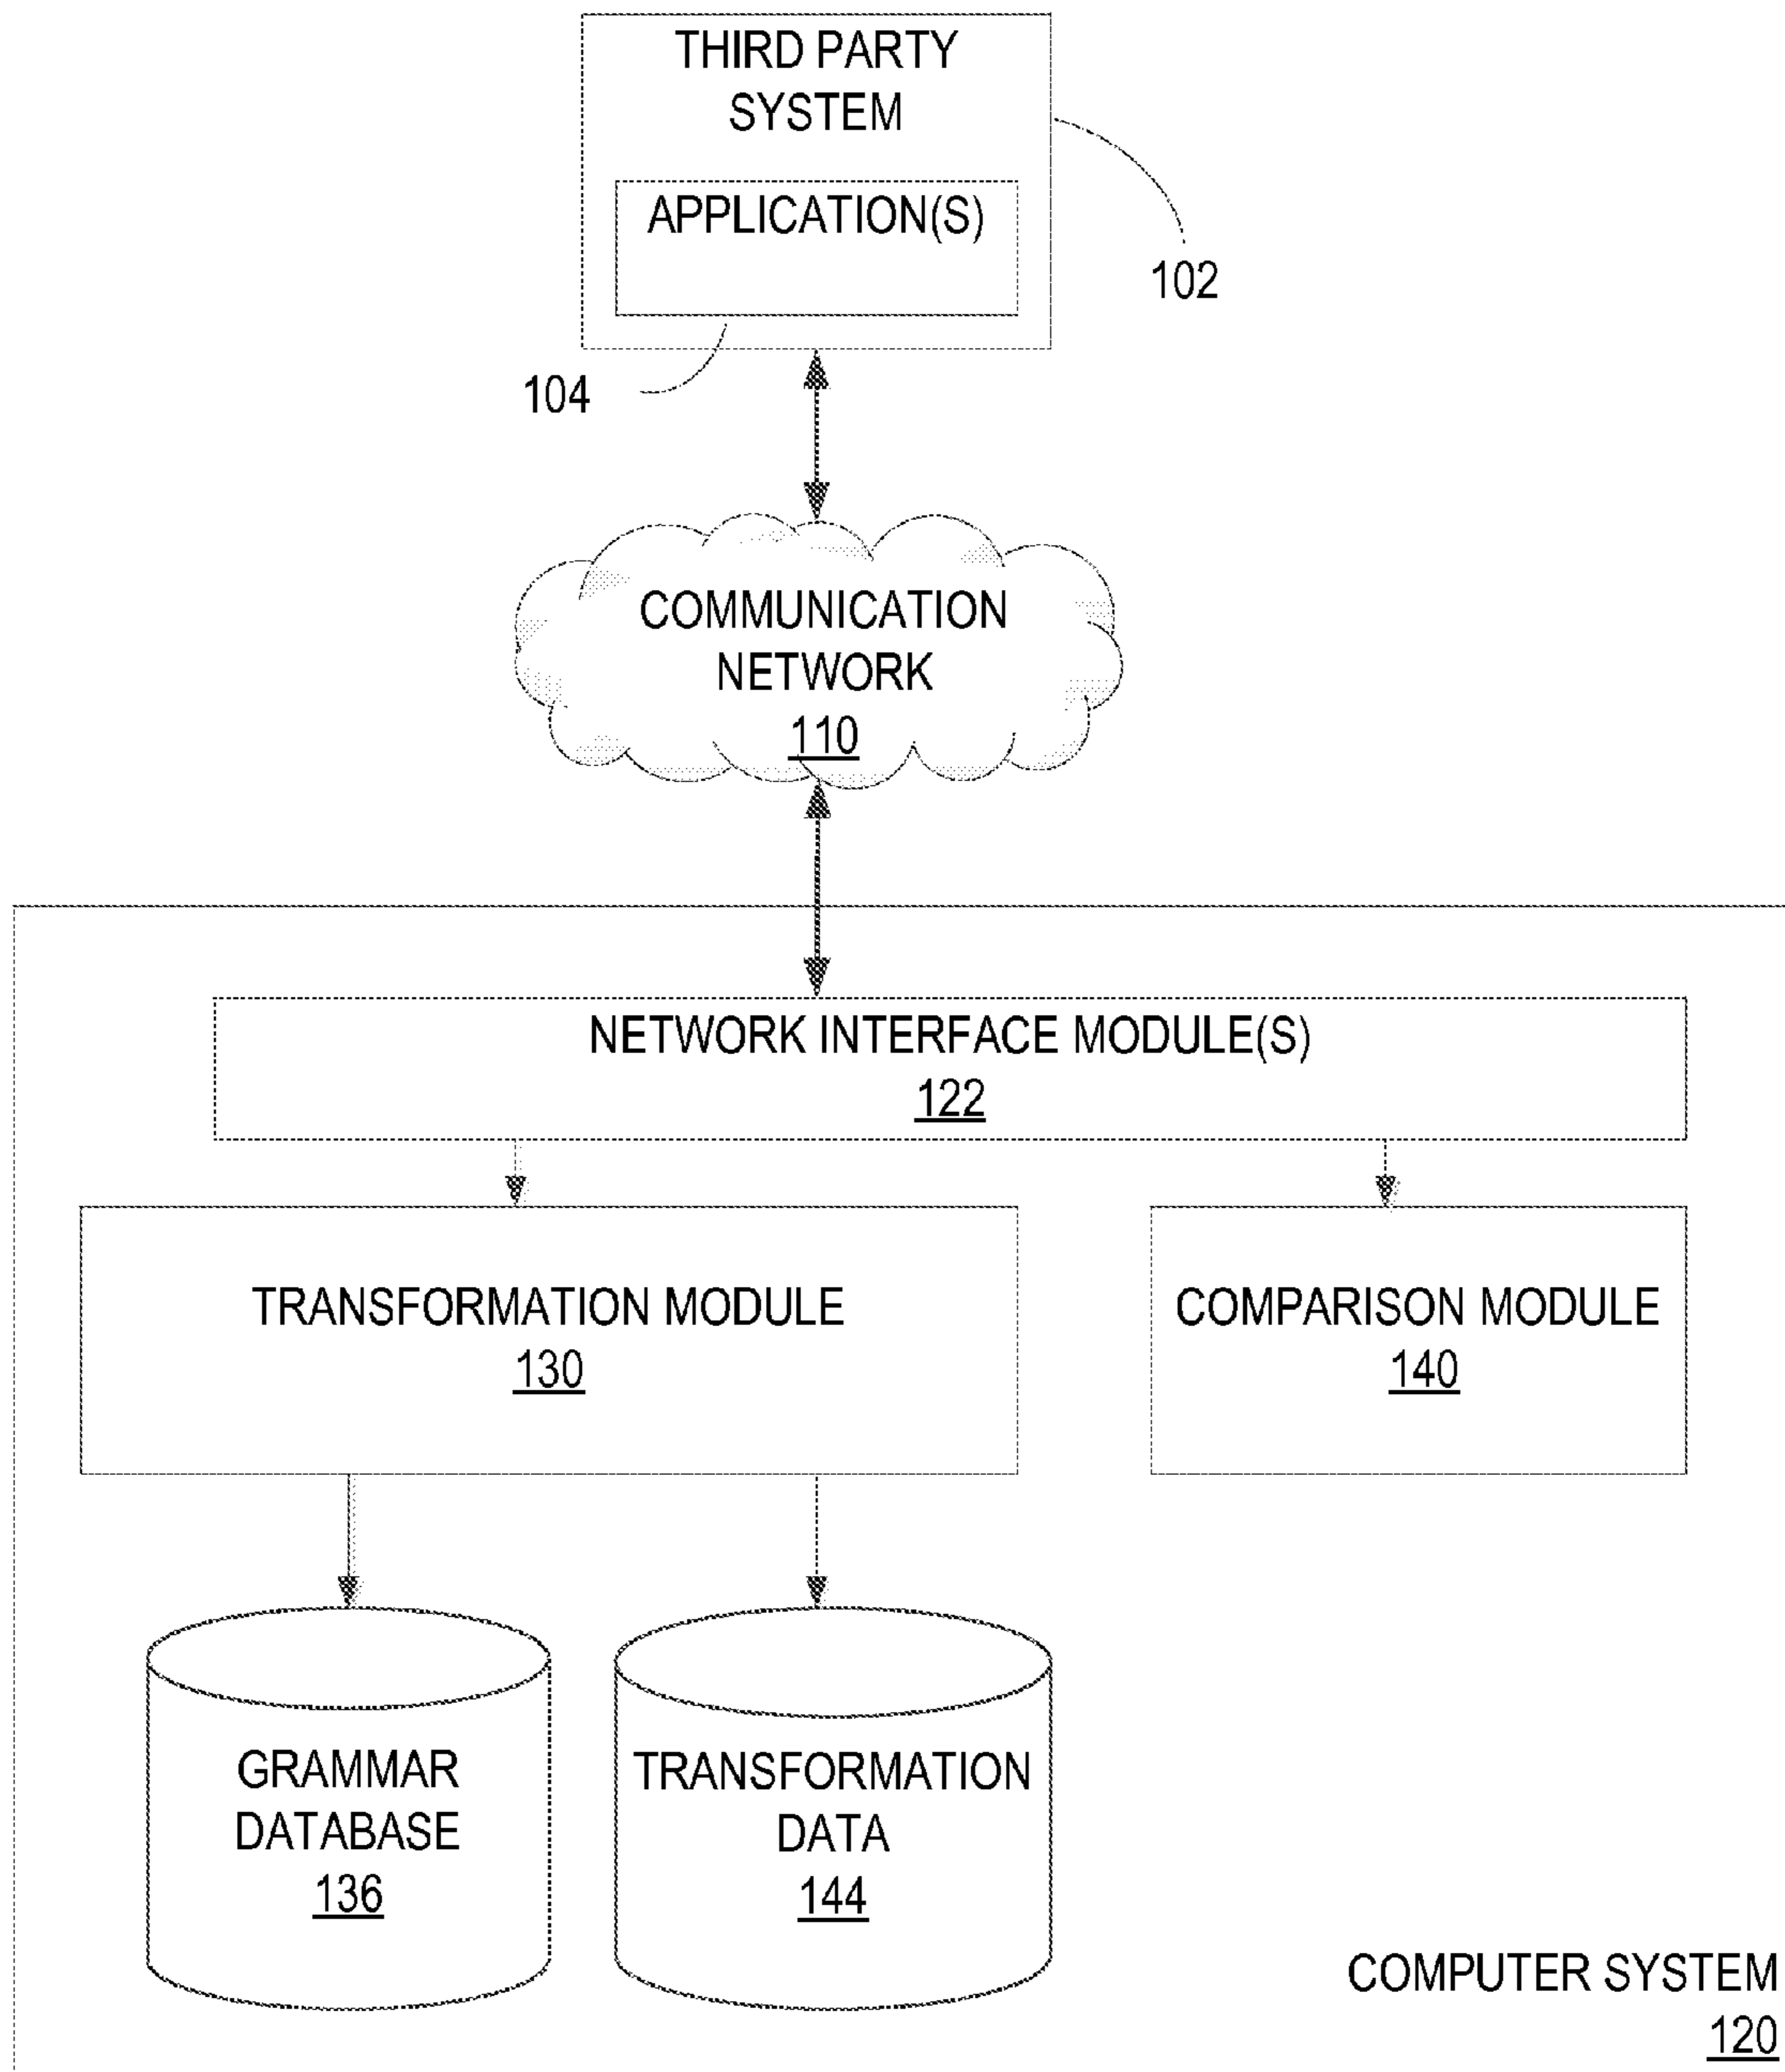 THIRD PARTY
SYSTEM
APPLICATION(S)
102
104
COMMUNICATION
NETWORK
110
NETWORK INTERFACE MODULE(S)
122
TRANSFORMATION MODULE
130
COMPARISON MODULE
140
GRAMMAR
DATABASE
136
TRANSFORMATION
DATA
144
COMPUTER SYSTEM
120